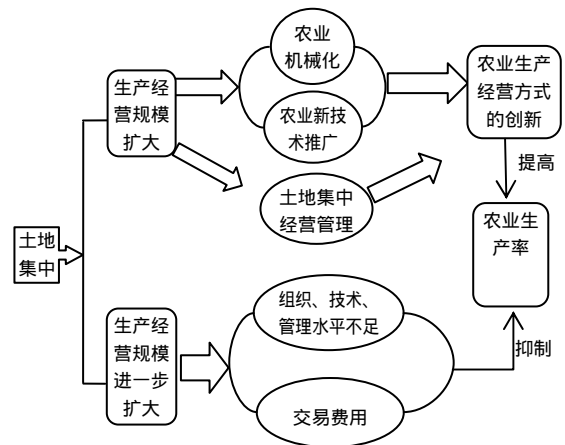 土地
集中
生产经
营规模
扩大
农业
机械化
农业新技
术推广
土地集中
经营管理
农业生产
经营方式
的创新
提高
农业生
产率
生产经
营规模
进一步
扩大
组织、技术、
管理水平不足
交易费用
抑制